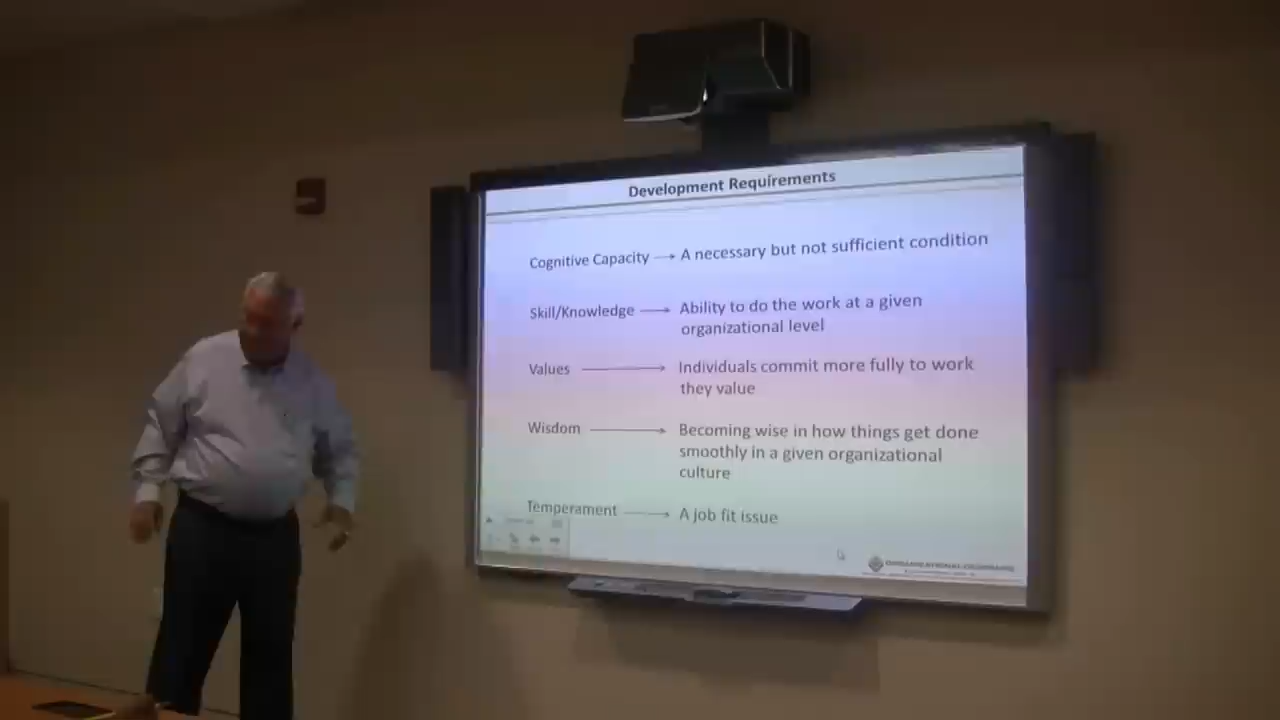 Development Requirements
Cognitive Capacity → A necessary but not sufficient condition
Skill/Knowledge → Ability to do the work at a given
organizational level
Values → Individuals commit more fully to work
they value
Wisdom → Becoming wise in how things get done
smoothly in a given organizational
culture
Temperament → A job fit issue